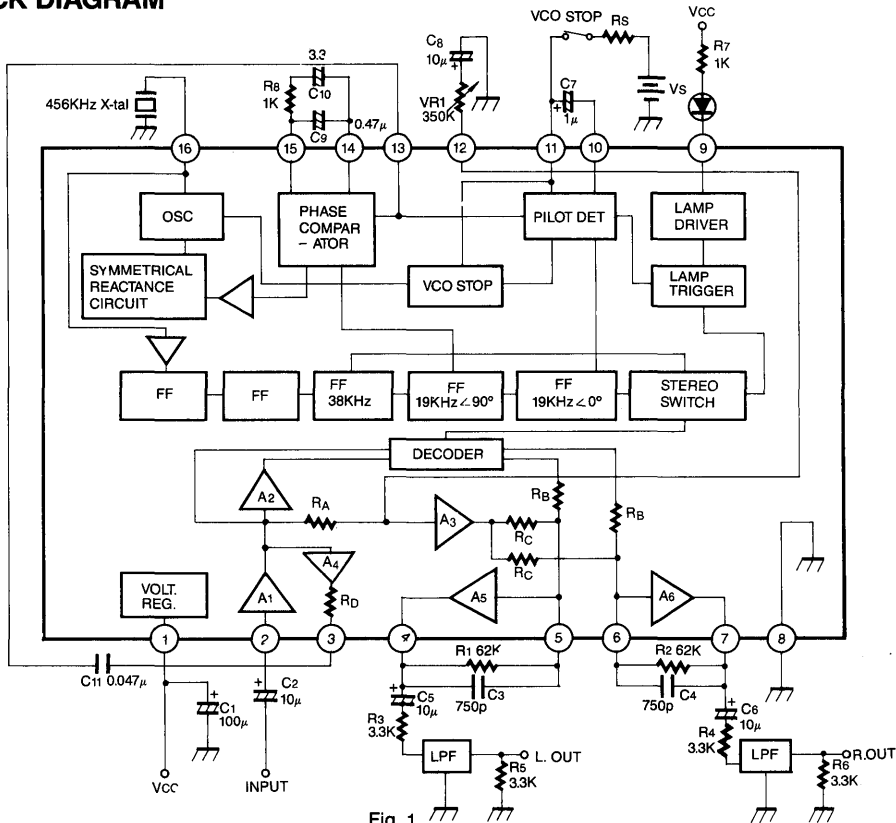 CK DIAGRAM
VCO STOP
RS
VCC
R7
1K
VS
C8
10μ
+
VR1
350K
C7
+
1μ
3.3
C10
R8
1K
C9
0.47μ
456KHz X-tal
16
15
14
13
12
11
10
9
OSC
PHASE
COMPAR
– ATOR
PILOT DET
LAMP
DRIVER
SYMMETRICAL
REACTANCE
CIRCUIT
VCO STOP
LAMP
TRIGGER
FF
FF
FF
38KHz
FF
19KHz∠90°
FF
19KHz∠0°
STEREO
SWITCH
DECODER
A2
RA
A3
RB
RC
RC
RB
A4
RD
VOLT.
REG.
A1
A5
A6
1
2
3
4
5
6
7
8
C11 0.047μ
+
C1
100μ
+
C2
10μ
R1 62K
C3
750p
+
C5
10μ
R3
3.3K
LPF
L. OUT
R5
3.3K
R2 62K
C4
750p
+
C6
10μ
R4
3.3K
LPF
R.OUT
R6
3.3K
VCC
INPUT
Fig. 1